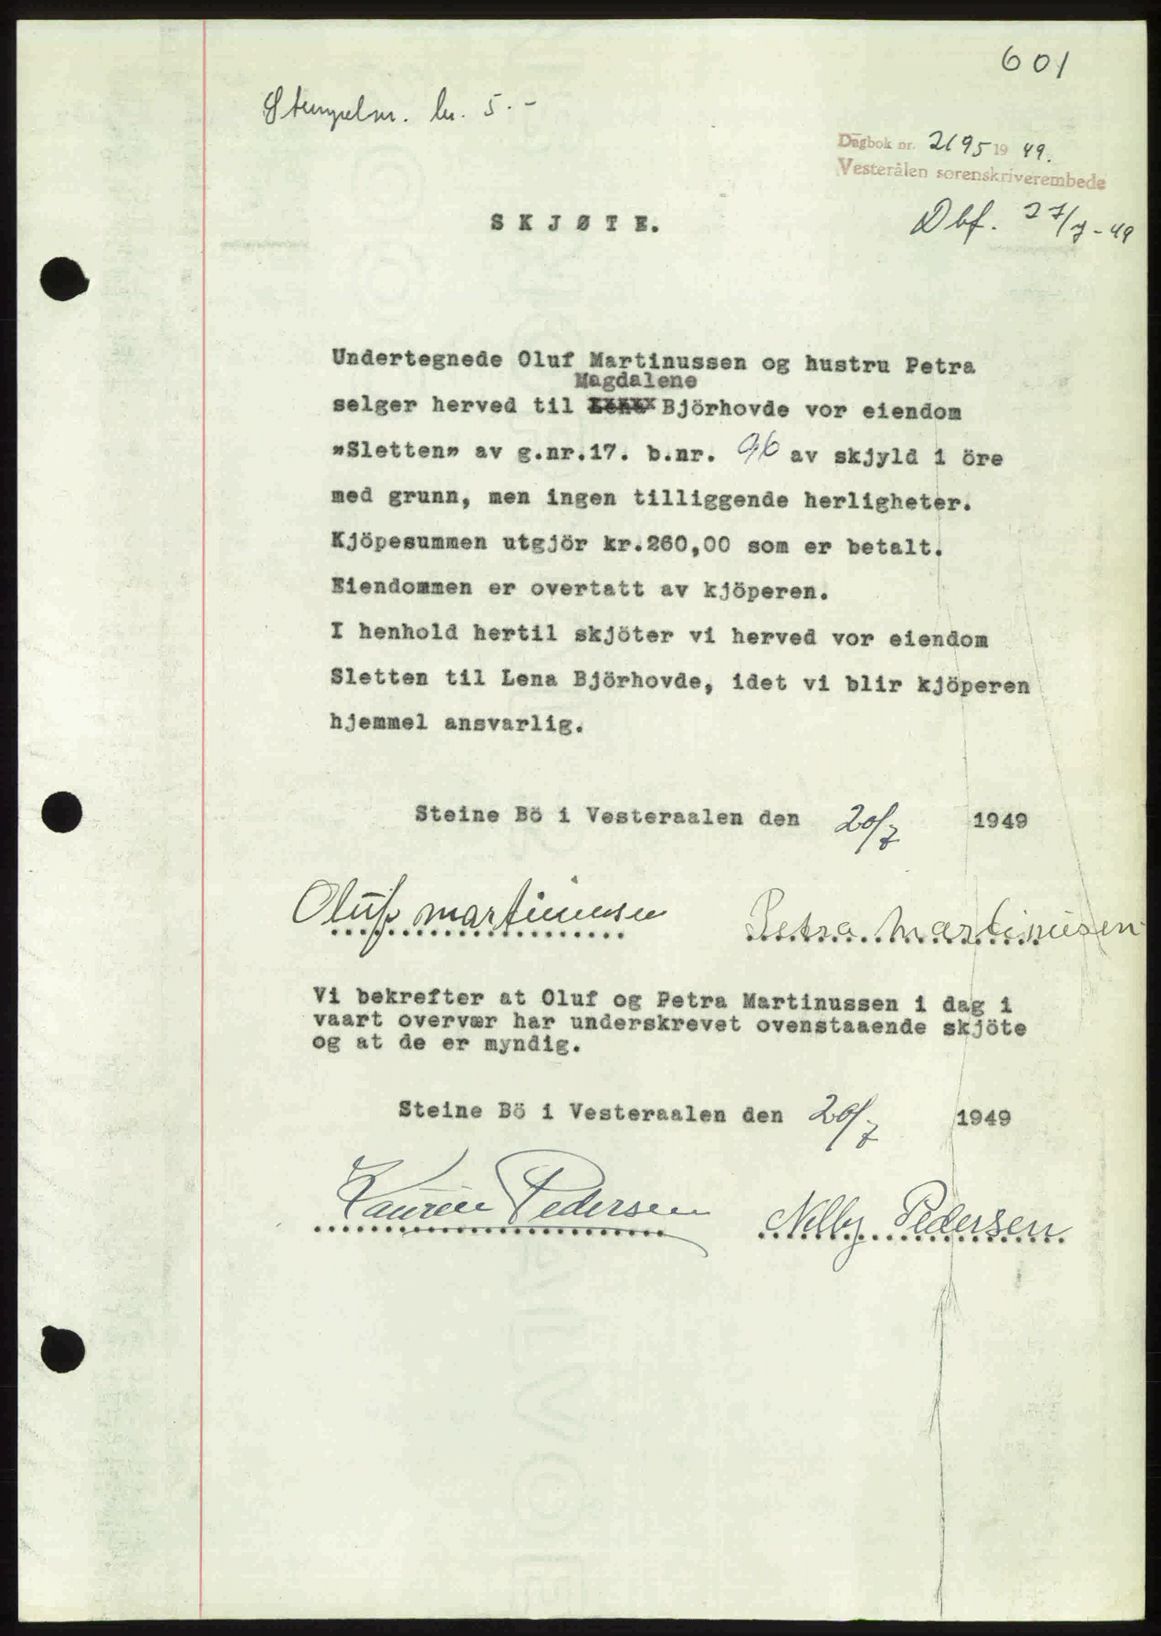 601
Stempelm. kr. 5.-
Dagbok nr. 2195 1949.
Vesterålen sorenskriverembede
Dbf. 27/7-49
SKJØTE.
Undertegnede Oluf Martinussen og hustru Petra
Magdalene
selger herved til Bjørhovde vor eiendom
"Sletten" av g.nr.17. b.nr. 96 av skjyld 1 öre
med grunn, men ingen tilliggende herligheter.
Kjöpesummen utgjör kr.260,00 som er betalt.
Eiendommen er overtatt av kjöperen.
I henhold hertil skjöter vi herved vor eiendom
Sletten til Lena Björhovde, idet vi blir kjöperen
hjemmel ansvarlig.
Steine Bö i Vesteraalen den 20/7 1949
Oluf Martinussen Petra Martinusen
Vi bekrefter at Oluf og Petra Martinussen i dag i
vaart overvær har underskrevet ovenstaaende skjöte
og at de er myndig.
Steine Bö i Vesteraalen den 20/7 1949
Pedersen Nelly Pedersen